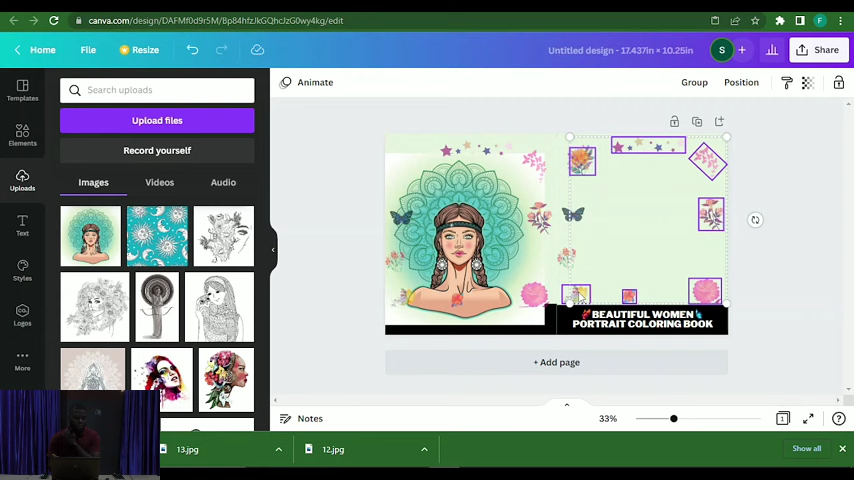 canva.com/design/DAFMf0d9r5M/Bp84hfzJkGQhcJzG0wy4kg/edit
F
Home
File
Resize
Untitled design - 17.437in × 10.25in
S
Share
Templates
Elements
Uploads
Text
Styles
Logos
More
Search uploads
Upload files
Record yourself
Images
Videos
Audio
Animate
Group
Position
BEAUTIFUL WOMEN
PORTRAIT COLORING BOOK
+ Add page
Notes
33%
1
13.jpg
12.jpg
Show all